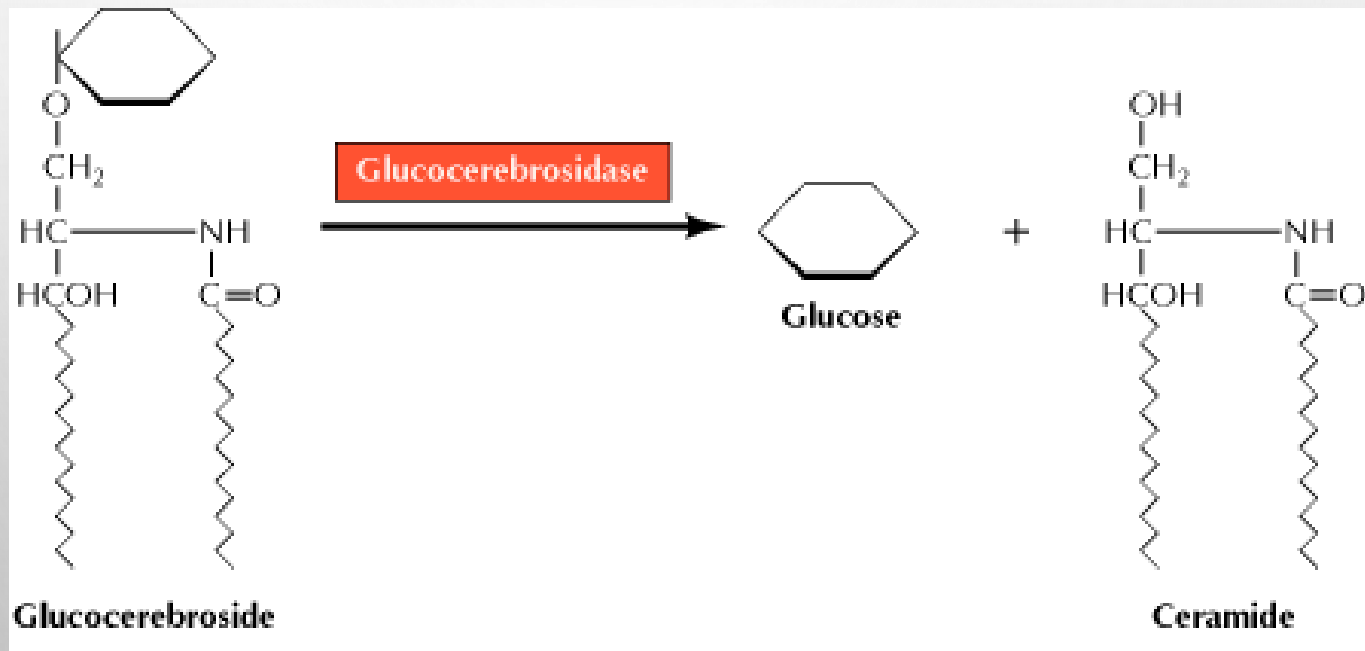 O
CH₂
HC
NH
HCOH
C=O
Glucocerebroside
Glucocerebrosidase
Glucose
+
OH
CH₂
HC
NH
HCOH
C=O
Ceramide